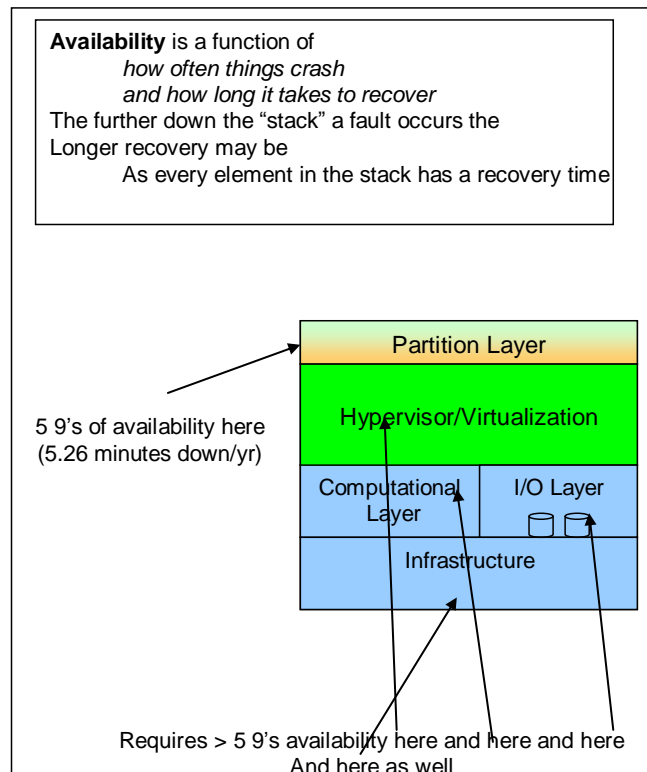 Availability is a function of
how often things crash
and how long it takes to recover
The further down the “stack” a fault occurs the
Longer recovery may be
As every element in the stack has a recovery time
Partition Layer
5 9’s of availability here
(5.26 minutes down/yr)
Hypervisor/Virtualization
Computational
Layer
I/O Layer
Infrastructure
Requires > 5 9’s availability here and here and here
And here as well